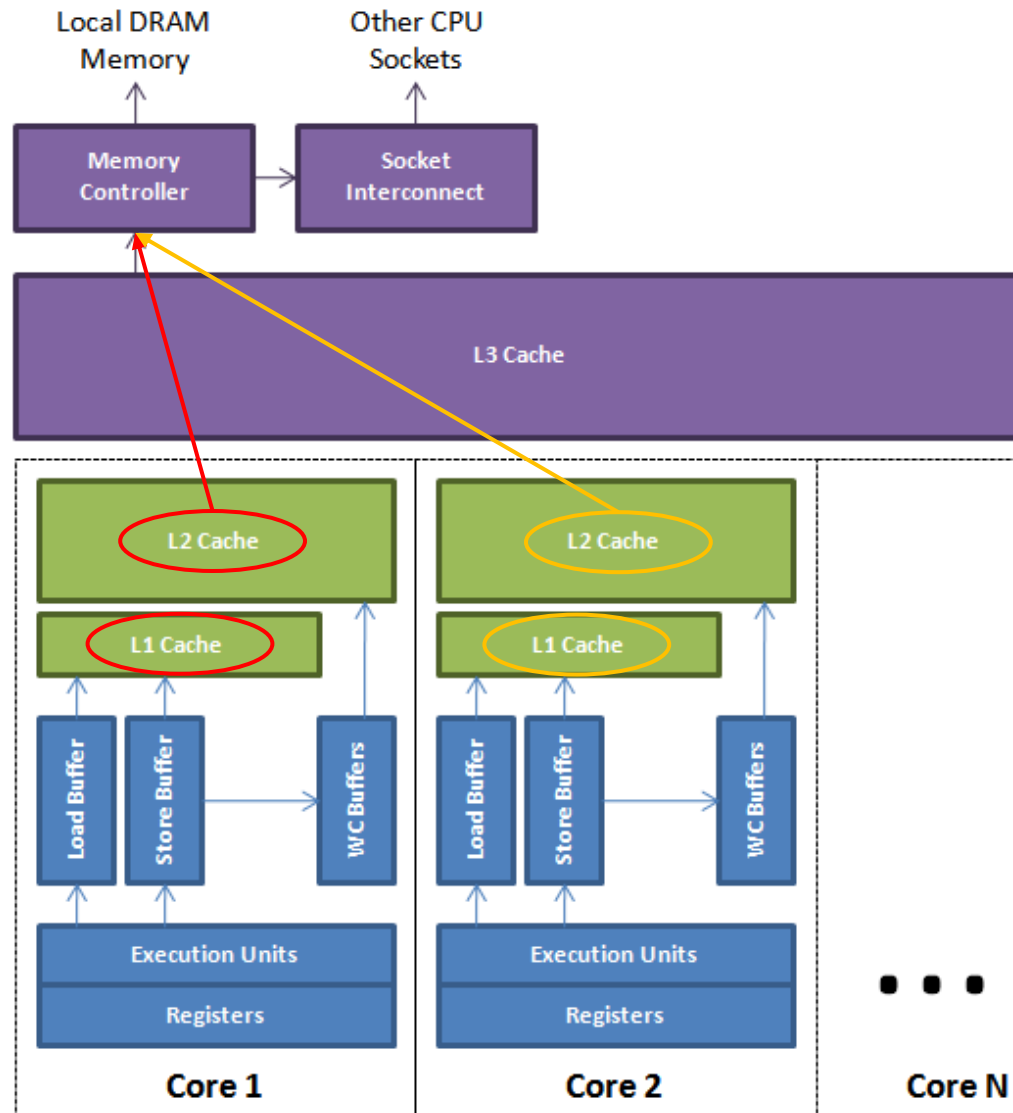 Local DRAM
Memory
Other CPU
Sockets
Memory
Controller
Socket
Interconnect
L3 Cache
L2 Cache
L2 Cache
L1 Cache
L1 Cache
Load Buffer
Store Buffer
WC Buffers
Load Buffer
Store Buffer
WC Buffers
Execution Units
Execution Units
Registers
Registers
...
Core 1
Core 2
Core N